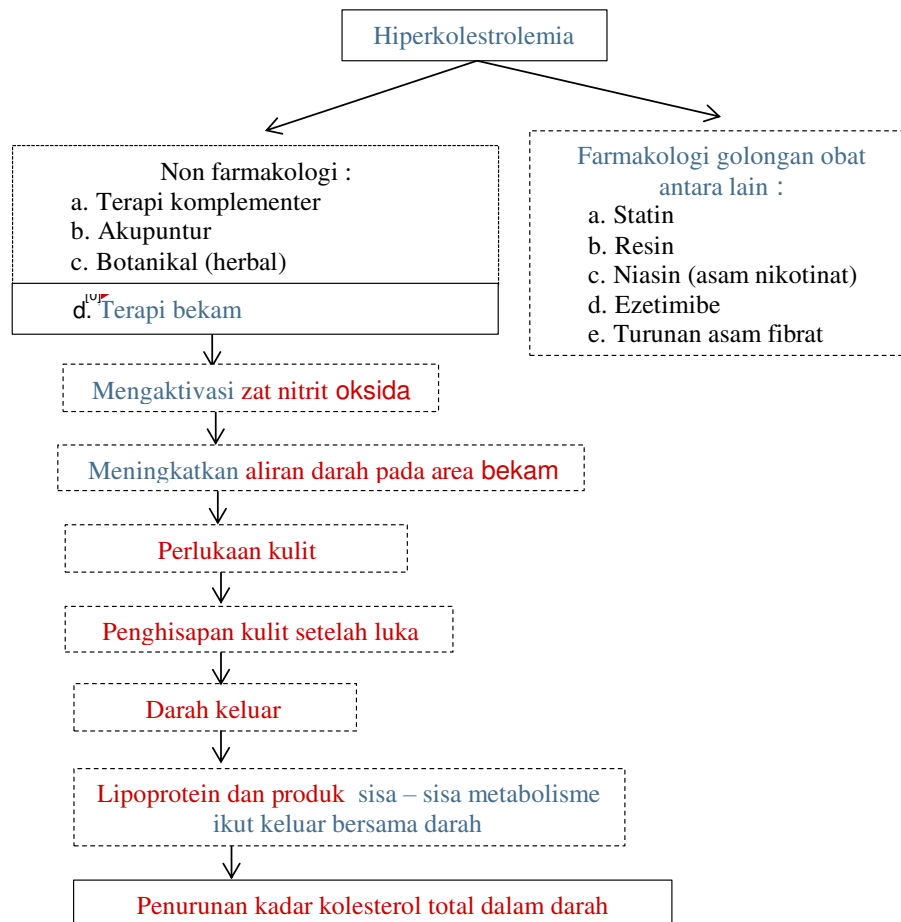 Hiperkolestrolemia
Non farmakologi :
a. Terapi komplementer
b. Akupuntur
c. Botanikal (herbal)
d. Terapi bekam
Farmakologi golongan obat
antara lain :
a. Statin
b. Resin
c. Niasin (asam nikotinat)
d. Ezetimibe
e. Turunan asam fibrat
Mengaktivasi zat nitrit oksida
Meningkatkan aliran darah pada area bekam
Perlukaan kulit
Penghisapan kulit setelah luka
Darah keluar
Lipoprotein dan produk sisa – sisa metabolisme
ikut keluar bersama darah
Penurunan kadar kolesterol total dalam darah